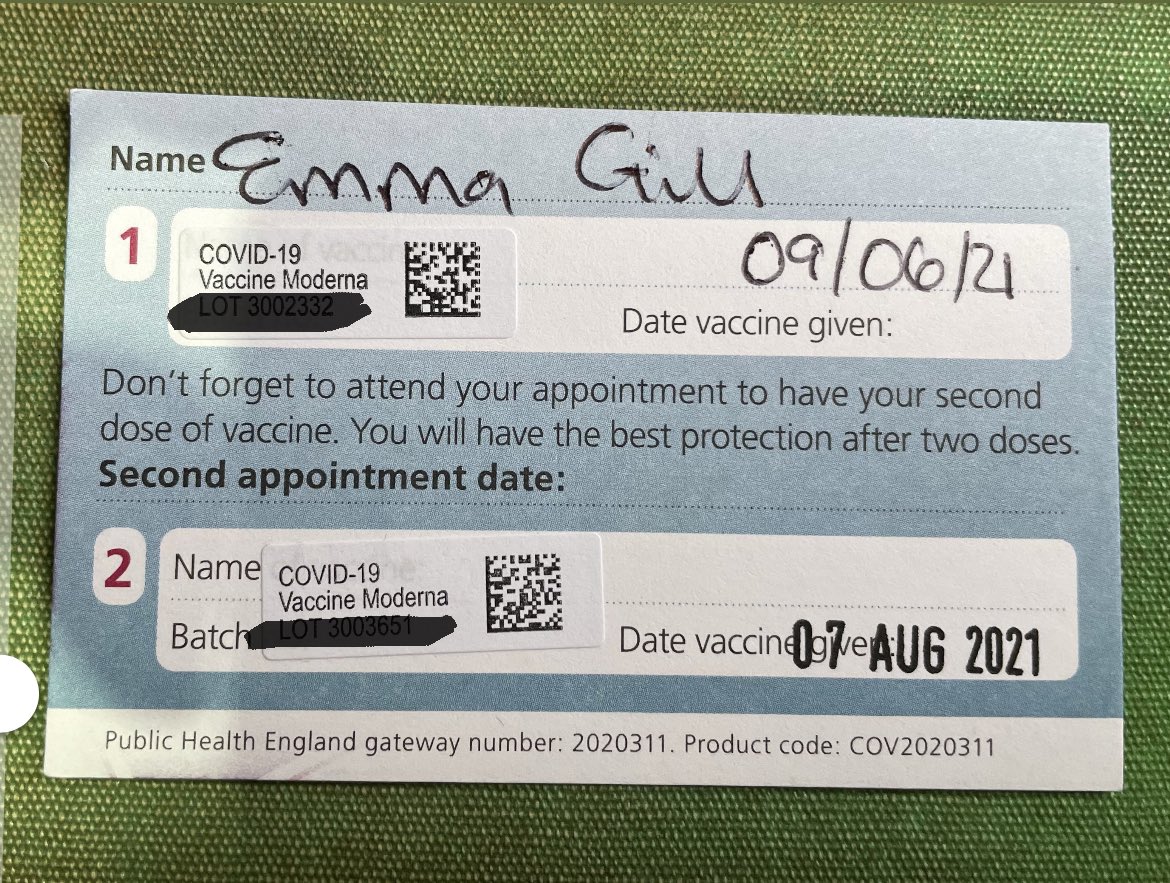 Name Emma Gill
1
COVID-19
Vaccine Moderna
LOT 3002332
09/06/21
Date vaccine given:
Don't forget to attend your appointment to have your second
dose of vaccine. You will have the best protection after two doses.
Second appointment date:
2
Name
COVID-19
Vaccine Moderna
Batch
LOT 3003651
Date vaccine given:
07 AUG 2021
Public Health England gateway number: 2020311. Product code: COV2020311